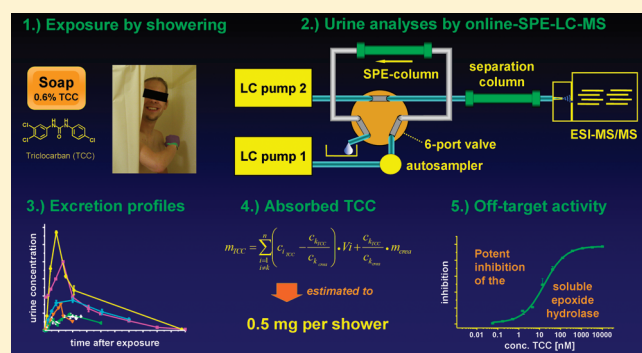 1.) Exposure by showering
Soap
0.6% TCC
Cl
Cl
Cl
Triclocarban (TCC)
2.) Urine analyses by online-SPE-LC-MS
SPE-column
separation
column
LC pump 2
ESI-MS/MS
6-port valve
LC pump 1
autosampler
3.) Excretion profiles
urine concentration
time after exposure
4.) Absorbed TCC
estimated to
0.5 mg per shower
5.) Off-target activity
inhibition
Potent
inhibition
of the
soluble
epoxide
hydrolase
0.01 0.1 1 10 100 1000 10000
conc. TCC [nM]